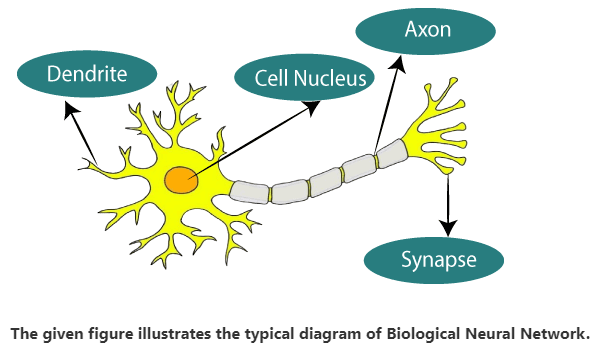 Axon
Dendrite
Cell Nucleus
Synapse
The given figure illustrates the typical diagram of Biological Neural Network.